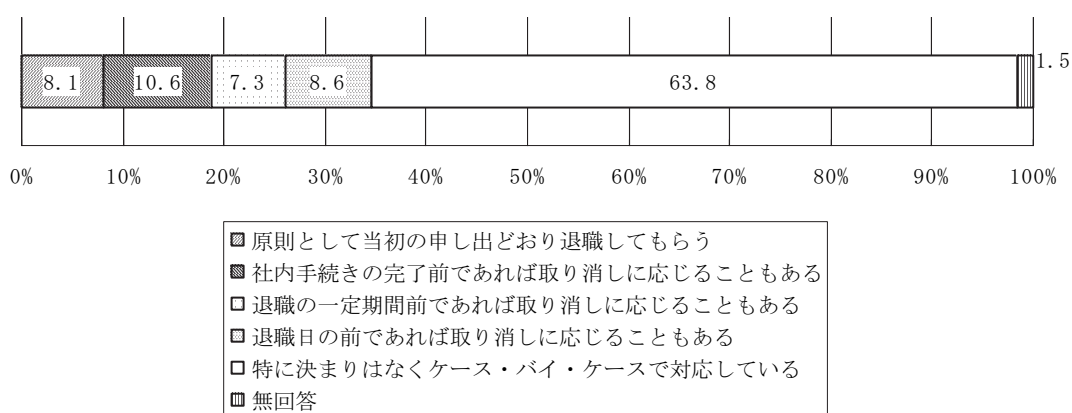 1.5
8.1 10.6 7.3 8.6 63.8
0% 10% 20% 30% 40% 50% 60% 70% 80% 90% 100%
原則として当初の申し出どおり退職してもらう
社内手続きの完了前であれば取り消しに応じることもある
退職の一定期間前であれば取り消しに応じることもある
退職日の前であれば取り消しに応じることもある
特に決まりはなくケース・バイ・ケースで対応している
無回答